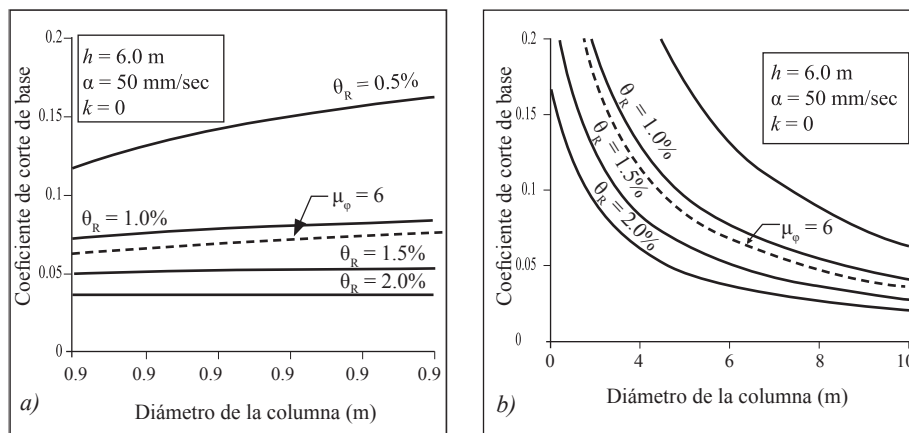 a)
Coeficiente de corte de base
0.2
0.15
0.1
0.05
0
h = 6.0 m
α = 50 mm/sec
k = 0
θR = 0.5%
μφ = 6
θR = 1.0%
θR = 1.5%
θR = 2.0%
0.9 0.9 0.9 0.9 0.9 0.9
Diámetro de la columna (m)
b)
Coeficiente de corte de base
0.2
0.15
0.1
0.05
0
h = 6.0 m
α = 50 mm/sec
k = 0
θR = 1.0%
θR = 1.5%
θR = 2.0%
μφ = 6
0 4 6 8 10
Diámetro de la columna (m)